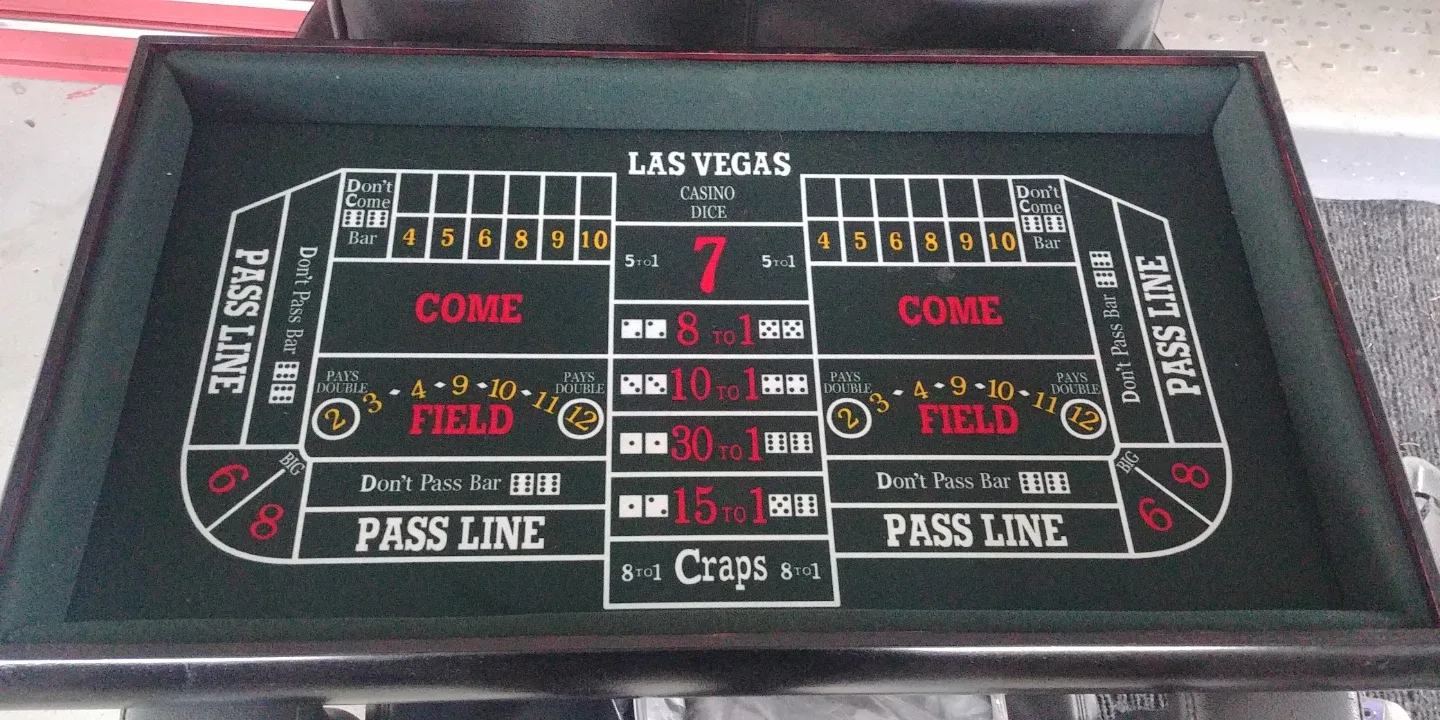 LAS VEGAS
CASINO
DICE
Don't
Come
Bar
4 5 6 8 9 10
PASS LINE
Don't Pass Bar
COME
PAYS
DOUBLE
2 3 4 9 10 11 12
PAYS
DOUBLE
FIELD
BIG
6
8
Don't Pass Bar
PASS LINE
5 TO 1 7 5 TO 1
8 TO 1
10 TO 1
30 TO 1
15 TO 1
8 TO 1 Craps 8 TO 1
4 5 6 8 9 10
Don't
Come
Bar
COME
Don't Pass Bar
PASS LINE
PAYS
DOUBLE
2 3 4 9 10 11 12
PAYS
DOUBLE
FIELD
BIG
8
6
Don't Pass Bar
PASS LINE